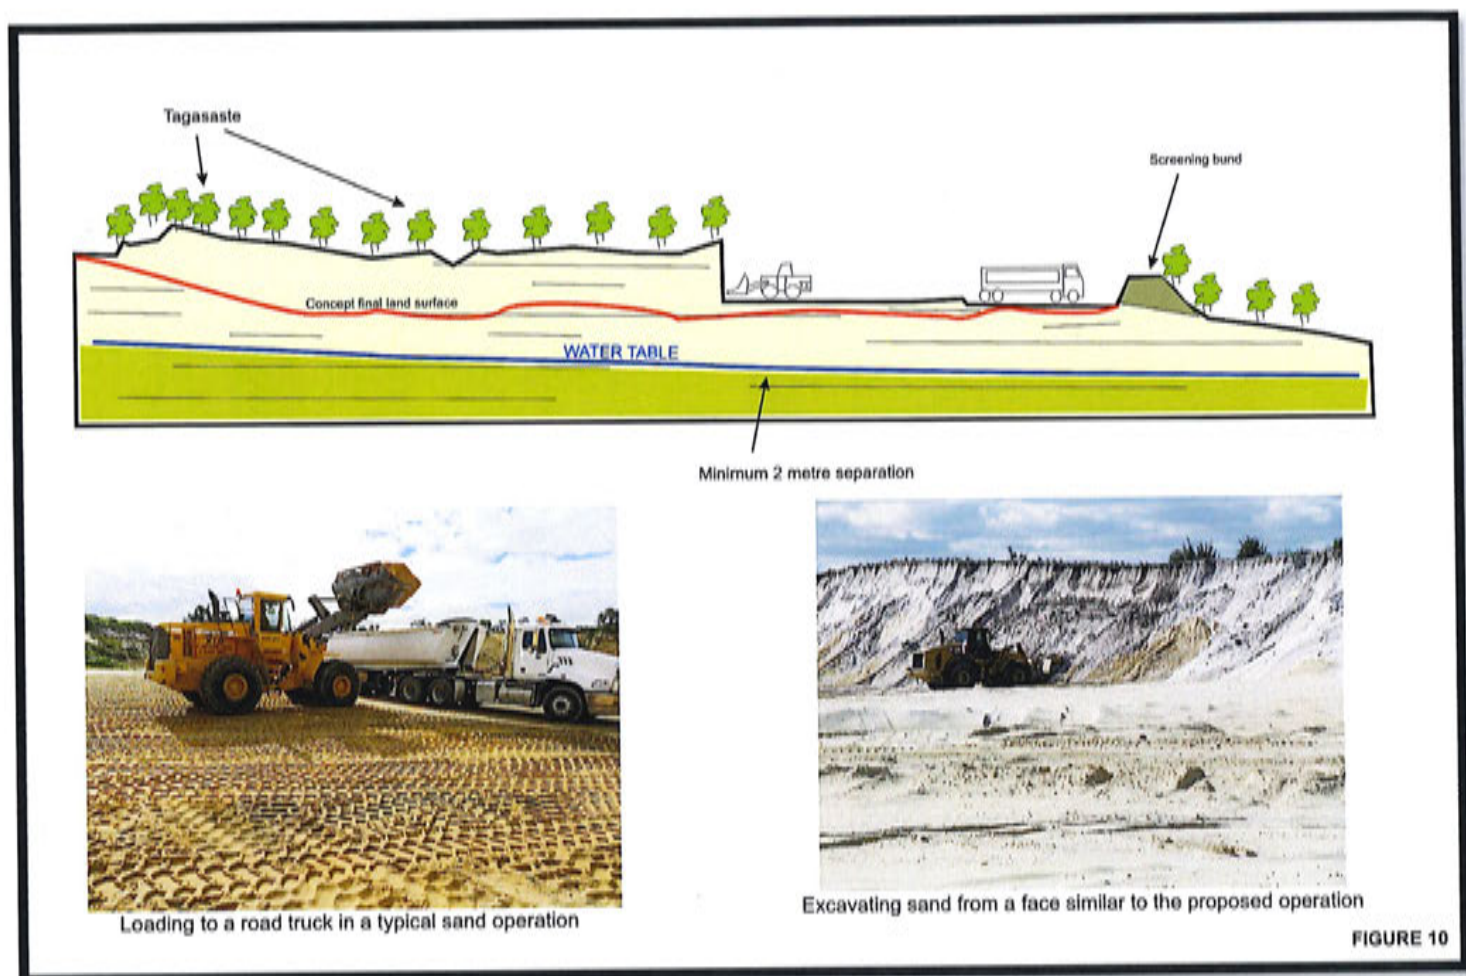 Tagasaste
Screening bund
Concept final land surface
WATER TABLE
Minimum 2 metre separation
Loading to a road truck in a typical sand operation
Excavating sand from a face similar to the proposed operation
FIGURE 10